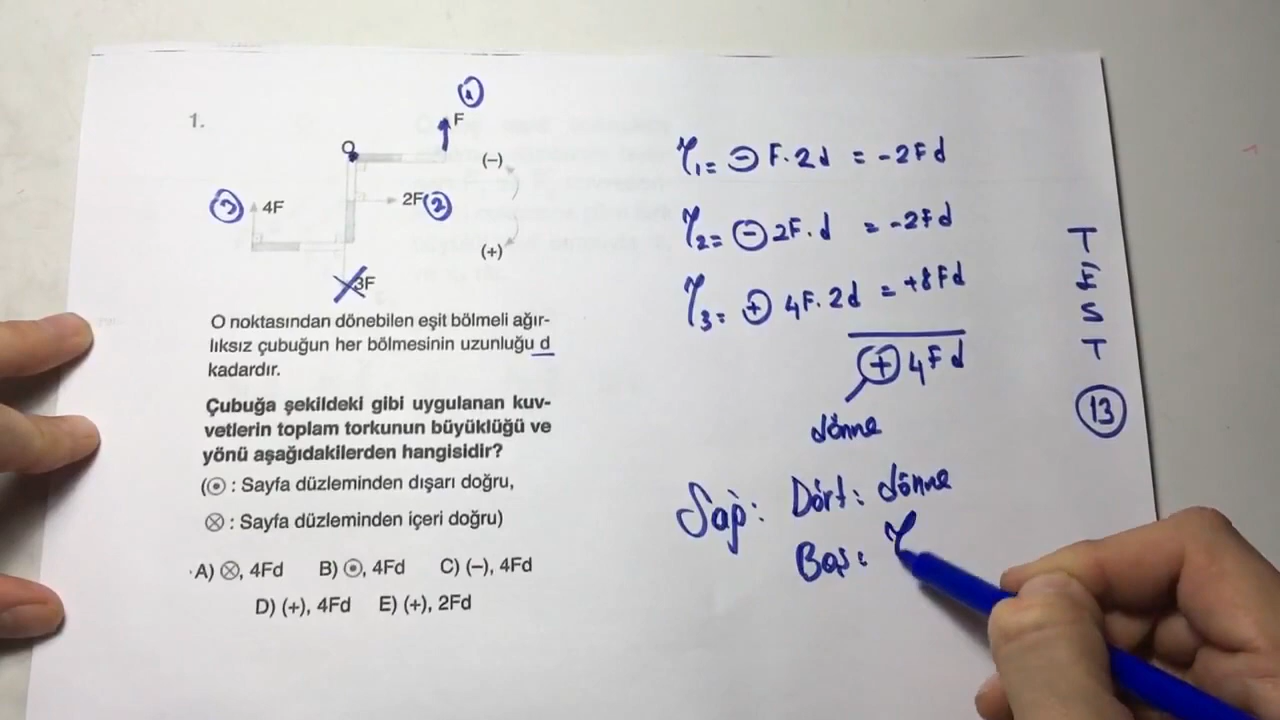 1.
1
F
O
(–)
3 4F
2F 2
(+)
3F
O noktasından dönebilen eşit bölmeli ağır-
lıksız çubuğun her bölmesinin uzunluğu d
kadardır.
Çubuğa şekildeki gibi uygulanan kuv-
vetlerin toplam torkunun büyüklüğü ve
yönü aşağıdakilerden hangisidir?
(⊙ : Sayfa düzleminden dışarı doğru,
⊗ : Sayfa düzleminden içeri doğru)
A) ⊗, 4Fd B) ⊙, 4Fd C) (–), 4Fd
D) (+), 4Fd E) (+), 2Fd
τ1= – F.2d = -2Fd
τ2= – 2F.d = -2Fd
τ3= + 4F.2d = +8Fd
+ 4Fd
dönme
Sağ: Dört: dönme
Baş: τ
T
E
S
T
13